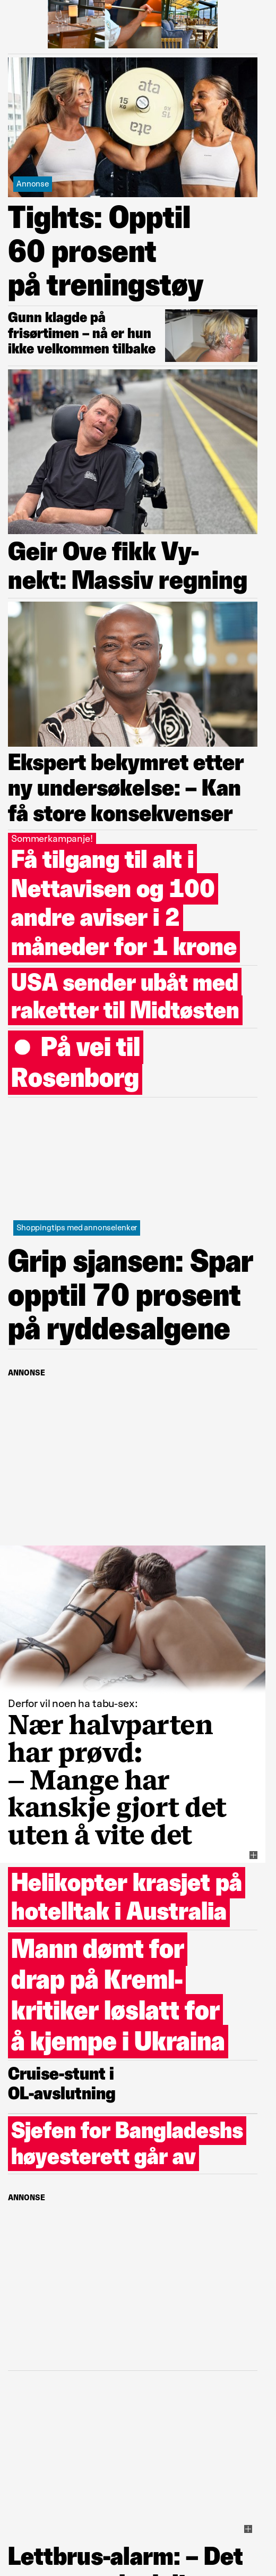 ata
15
KG
ata
15
Annonse
Tights: Opptil
60 prosent
på treningstøy
Gunn klagde på
frisørtimen – nå er hun
ikke velkommen tilbake
Geir Ove fikk Vy-
nekt: Massiv regning
Ekspert bekymret etter
ny undersøkelse: – Kan
få store konsekvenser
Sommerkampanje!
Få tilgang til alt i
Nettavisen og 100
andre aviser i 2
måneder for 1 krone
USA sender ubåt med
raketter til Midtøsten
På vei til
Rosenborg
Shoppingtips med annonselenker
Grip sjansen: Spar
opptil 70 prosent
på ryddesalgene
ANNONSE
Derfor vil noen ha tabu-sex:
Nær halvparten
har prøvd:
– Mange har
kanskje gjort det
uten å vite det
Helikopter krasjet på
hotelltak i Australia
Mann dømt for
drap på Kreml-
kritiker løslatt for
å kjempe i Ukraina
Cruise-stunt i
OL-avslutning
Sjefen for Bangladeshs
høyesterett går av
ANNONSE
Lettbrus-alarm: – Det